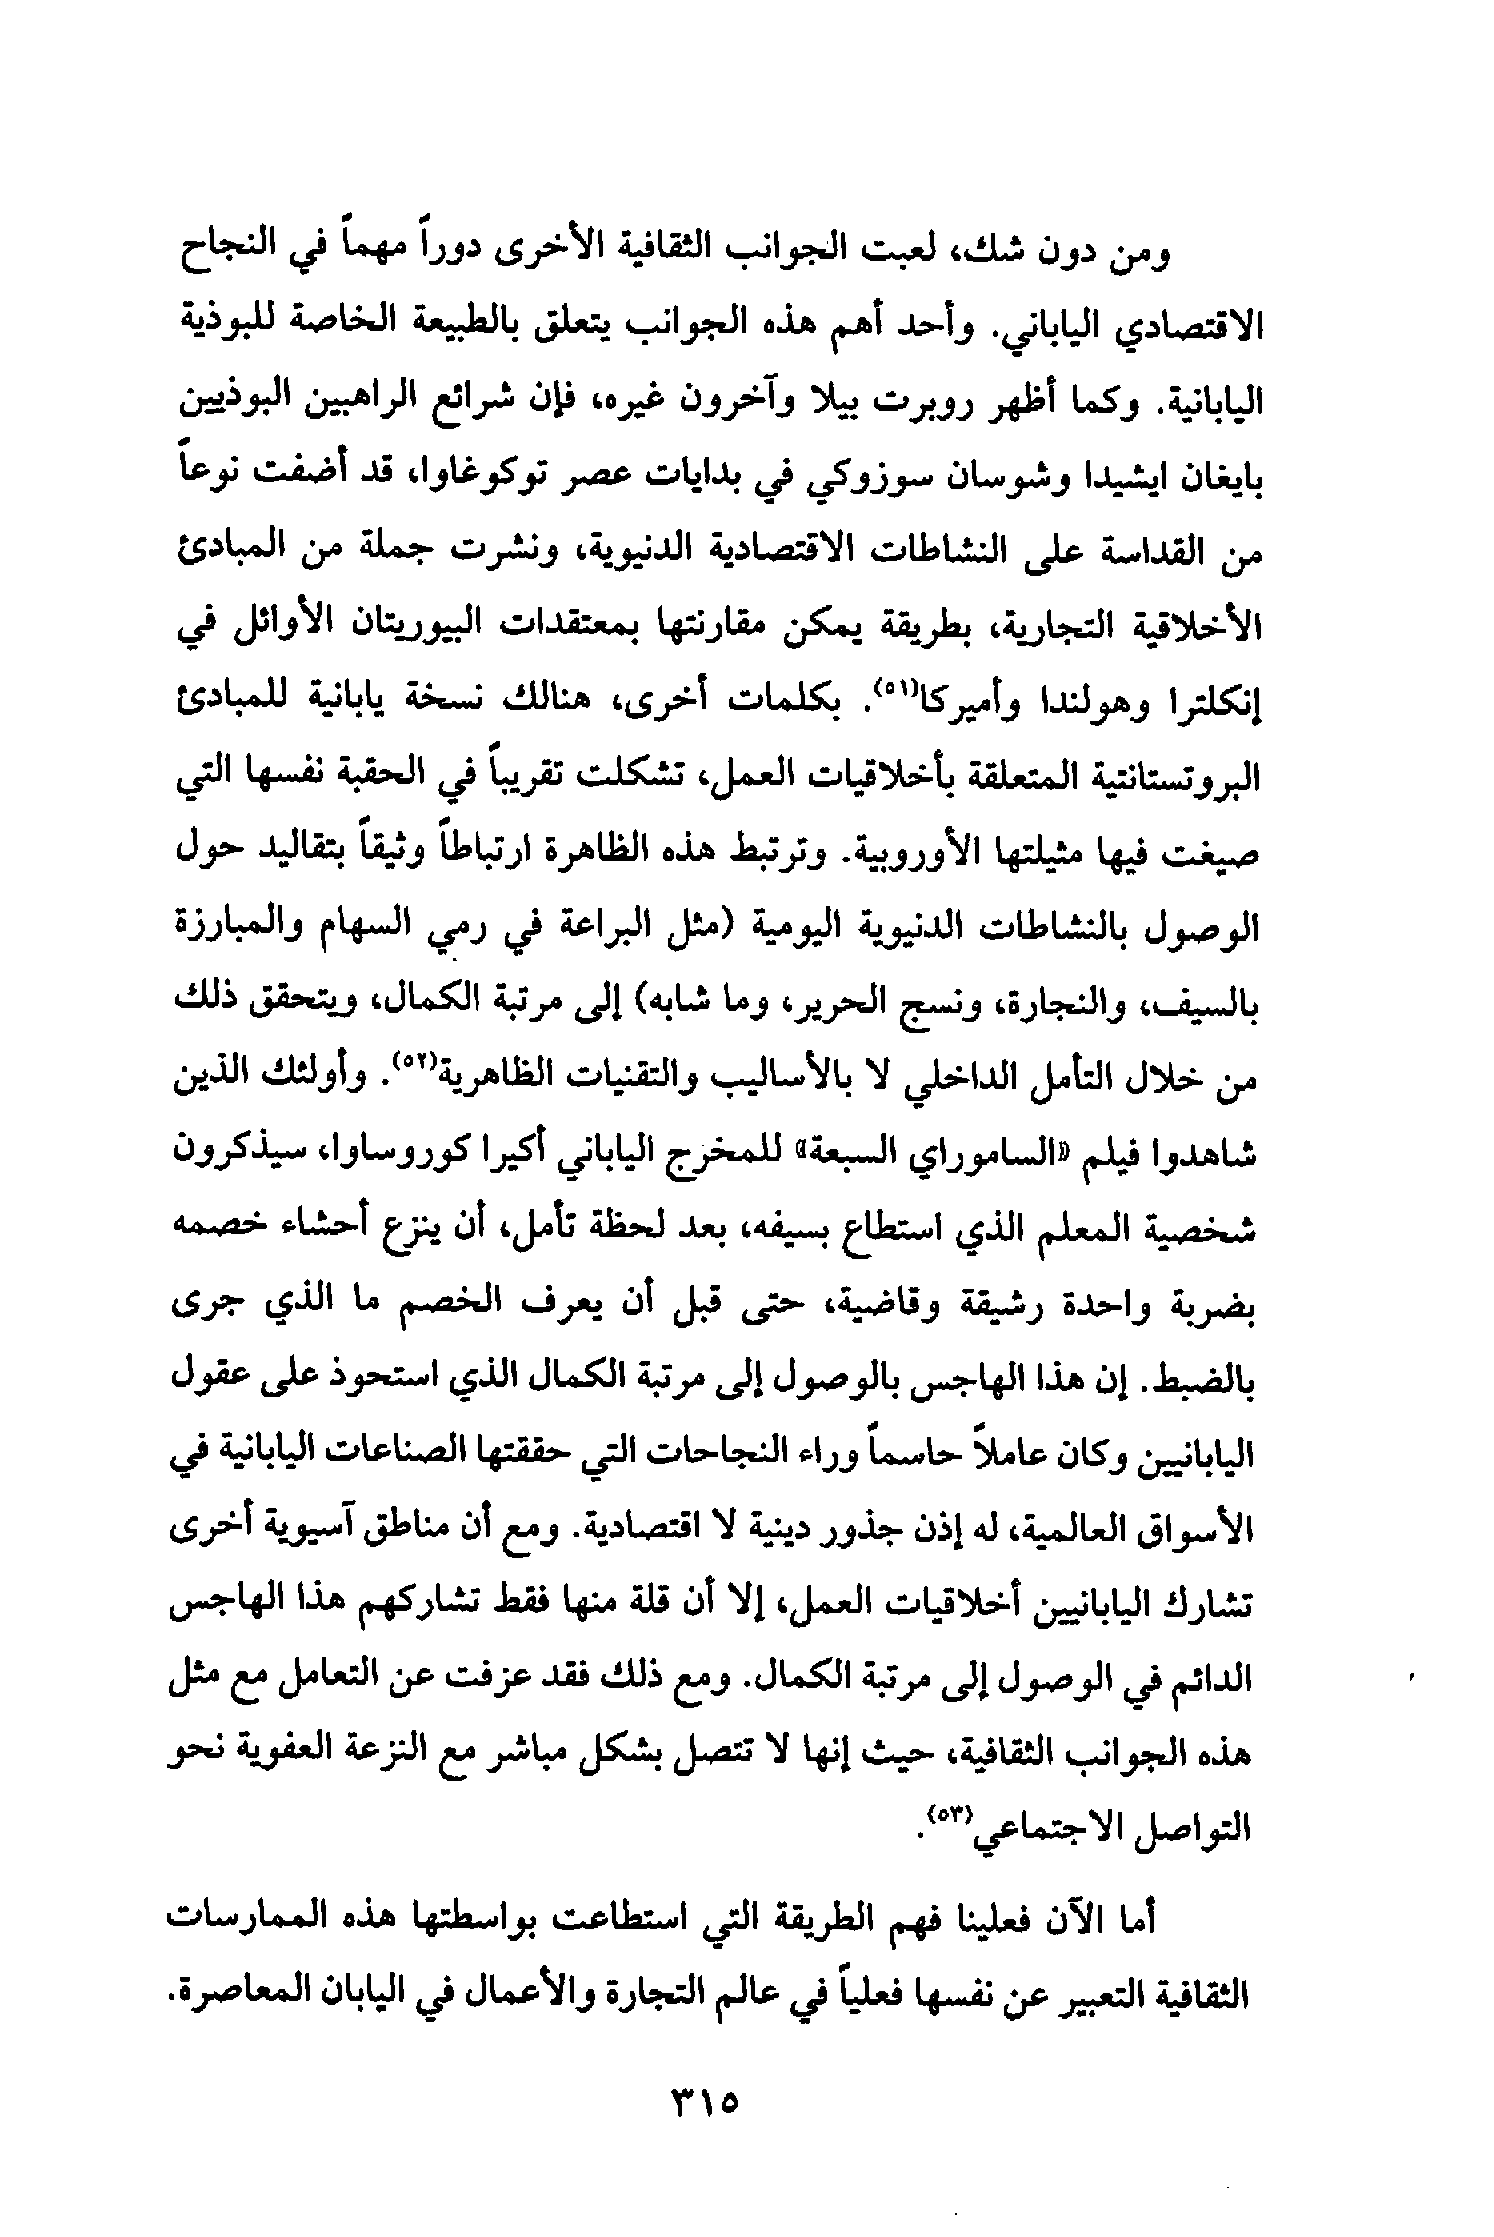 ومن دون شك، لعبت الجوانب الثقافية الأخرى دوراً مهماً في النجاح
الاقتصادي الياباني. وأحد أهم هذه الجوانب يتعلق بالطبيعة الخاصة للبوذية
اليابانية. وكما أظهر روبرت بيلا وآخرون غيره، فإن شرائع الراهبين البوذيين
بايغان ايشيدا وشوسان سوزوكي في بدايات عصر توكوغاوا، قد أضفت نوعاً
من القداسة على النشاطات الاقتصادية الدنيوية، ونشرت جملة من المبادئ
الأخلاقية التجارية، بطريقة يمكن مقارنتها بمعتقدات البيوريتان الأوائل في
إنكلترا وهولندا وأميركا(٥١). بكلمات أخرى، هنالك نسخة يابانية للمبادئ
البروتستانتية المتعلقة بأخلاقيات العمل، تشكلت تقريباً في الحقبة نفسها التي
صيغت فيها مثيلتها الأوروبية. وترتبط هذه الظاهرة ارتباطاً وثيقاً بتقاليد حول
الوصول بالنشاطات الدنيوية اليومية (مثل البراعة في رمي السهام والمبارزة
بالسيف، والنجارة، ونسج الحرير، وما شابه) إلى مرتبة الكمال، ويتحقق ذلك
من خلال التأمل الداخلي لا بالأساليب والتقنيات الظاهرية(٥٢). وأولئك الذين
شاهدوا فيلم «الساموراي السبعة» للمخرج الياباني أكيرا كوروساوا، سيذكرون
شخصية المعلم الذي استطاع بسيفه، بعد لحظة تأمل، أن ينزع أحشاء خصمه
بضربة واحدة رشيقة وقاضية، حتى قبل أن يعرف الخصم ما الذي جرى
بالضبط. إن هذا الهاجس بالوصول إلى مرتبة الكمال الذي استحوذ على عقول
اليابانيين وكان عاملاً حاسماً وراء النجاحات التي حققتها الصناعات اليابانية في
الأسواق العالمية، له إذن جذور دينية لا اقتصادية. ومع أن مناطق آسيوية أخرى
تشارك اليابانيين أخلاقيات العمل، إلا أن قلة منها فقط تشاركهم هذا الهاجس
الدائم في الوصول إلى مرتبة الكمال. ومع ذلك فقد عزفت عن التعامل مع مثل
هذه الجوانب الثقافية، حيث إنها لا تتصل بشكل مباشر مع النزعة العفوية نحو
التواصل الاجتماعي(٥٣).
أما الآن فعلينا فهم الطريقة التي استطاعت بواسطتها هذه الممارسات
الثقافية التعبير عن نفسها فعلياً في عالم التجارة والأعمال في اليابان المعاصرة.
٣١٥